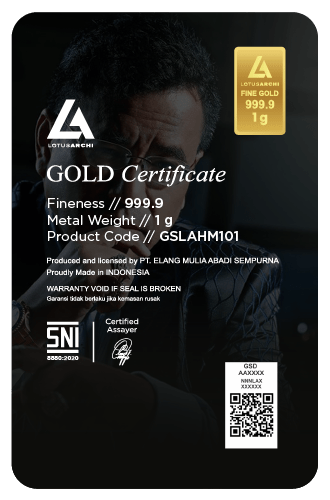 LOTUSARCHI
FINE GOLD
999.9
1g
LOTUSARCHI
GOLD Certificate
Fineness // 999.9
Metal Weight // 1 g
Product Code // GSLAHM101
Produced and licensed by PT. ELANG MULIA ABADI SEMPURNA
Proudly Made in INDONESIA
WARRANTY VOID IF SEAL IS BROKEN
Garansi tidak berlaku jika kemasan rusak
SNI
8880:2020
Certified
Assayer
GSD
AAXXXX
NNNLAX
XXXXXX